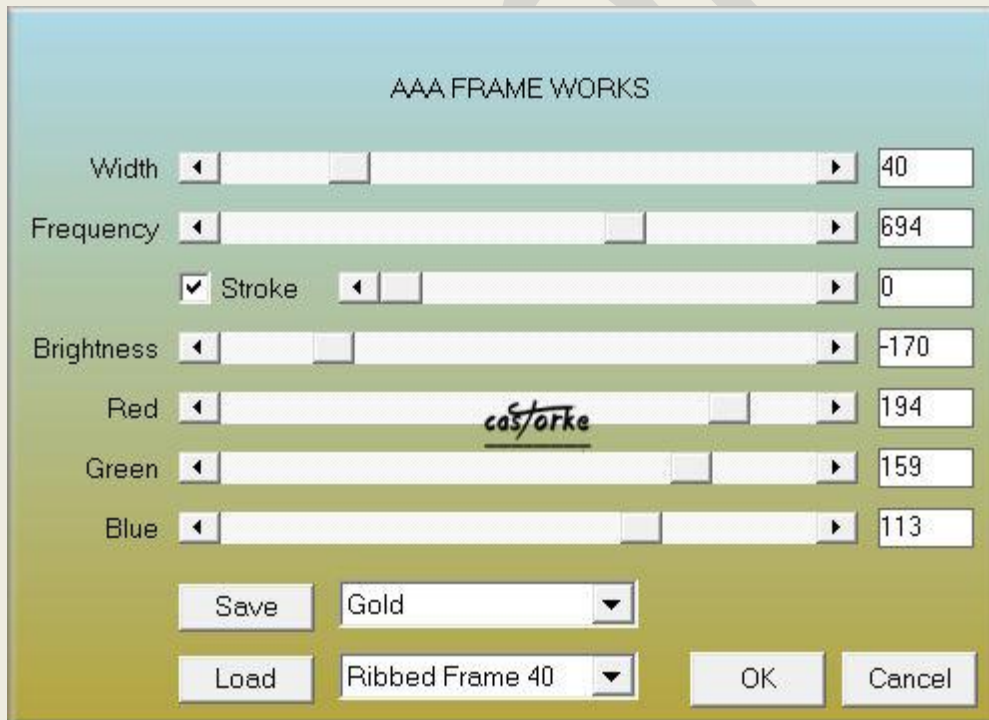 AAA FRAME WORKS
Width 40
Frequency 694
Stroke 0
Brightness -170
Red 194
castorke
Green 159
Blue 113
Save Gold
Load Ribbed Frame 40 OK Cancel